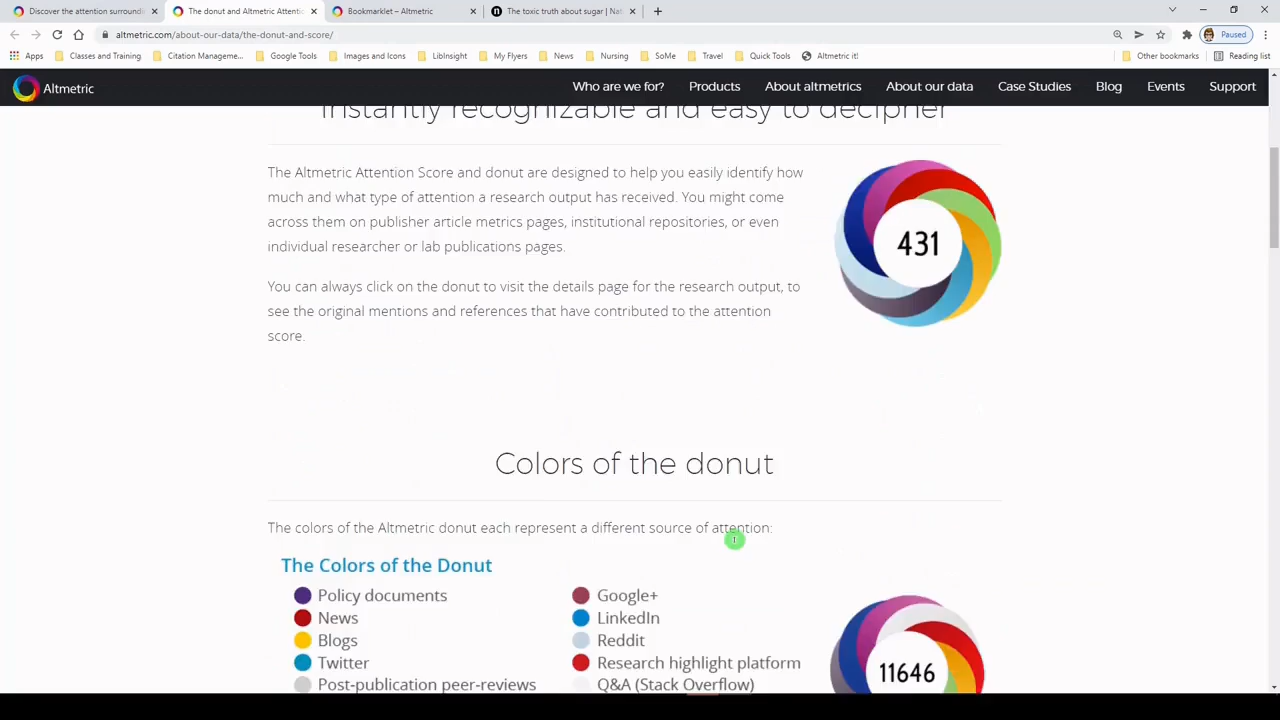 Discover the attention surroundi
The donut and Altmetric Attentio
Bookmarklet – Altmetric
The toxic truth about sugar | Nat
altmetric.com/about-our-data/the-donut-and-score/
Paused
Apps
Classes and Training
Citation Manageme...
Google Tools
Images and Icons
LibInsight
My Flyers
News
Nursing
SoMe
Travel
Quick Tools
Altmetric it!
Other bookmarks
Reading list
Altmetric
Who are we for?
Products
About altmetrics
About our data
Case Studies
Blog
Events
Support
Instantly recognizable and easy to decipher
The Altmetric Attention Score and donut are designed to help you easily identify how
much and what type of attention a research output has received. You might come
across them on publisher article metrics pages, institutional repositories, or even
individual researcher or lab publications pages.
431
You can always click on the donut to visit the details page for the research output, to
see the original mentions and references that have contributed to the attention
score.
Colors of the donut
The colors of the Altmetric donut each represent a different source of attention:
The Colors of the Donut
Policy documents
News
Blogs
Twitter
Post-publication peer-reviews
Google+
LinkedIn
Reddit
Research highlight platform
Q&A (Stack Overflow)
11646